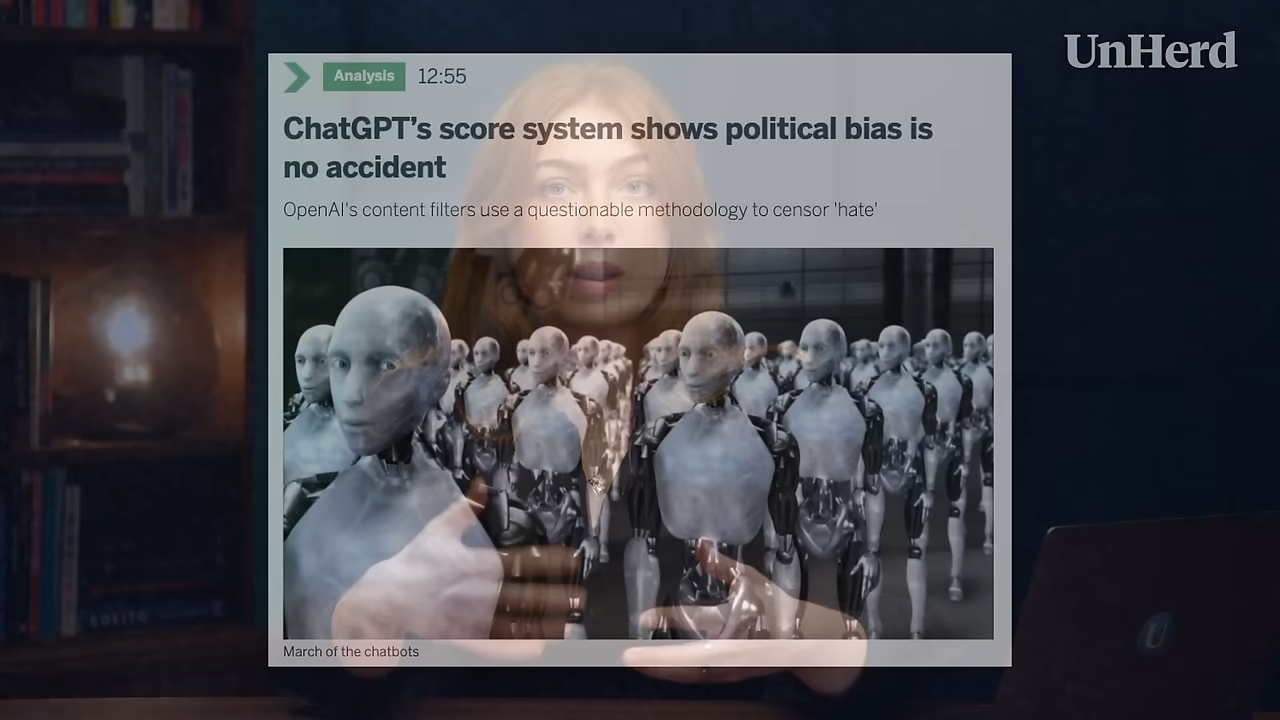 UnHerd
Analysis 12:55
ChatGPT's score system shows political bias is
no accident
OpenAI's content filters use a questionable methodology to censor 'hate'
March of the chatbots